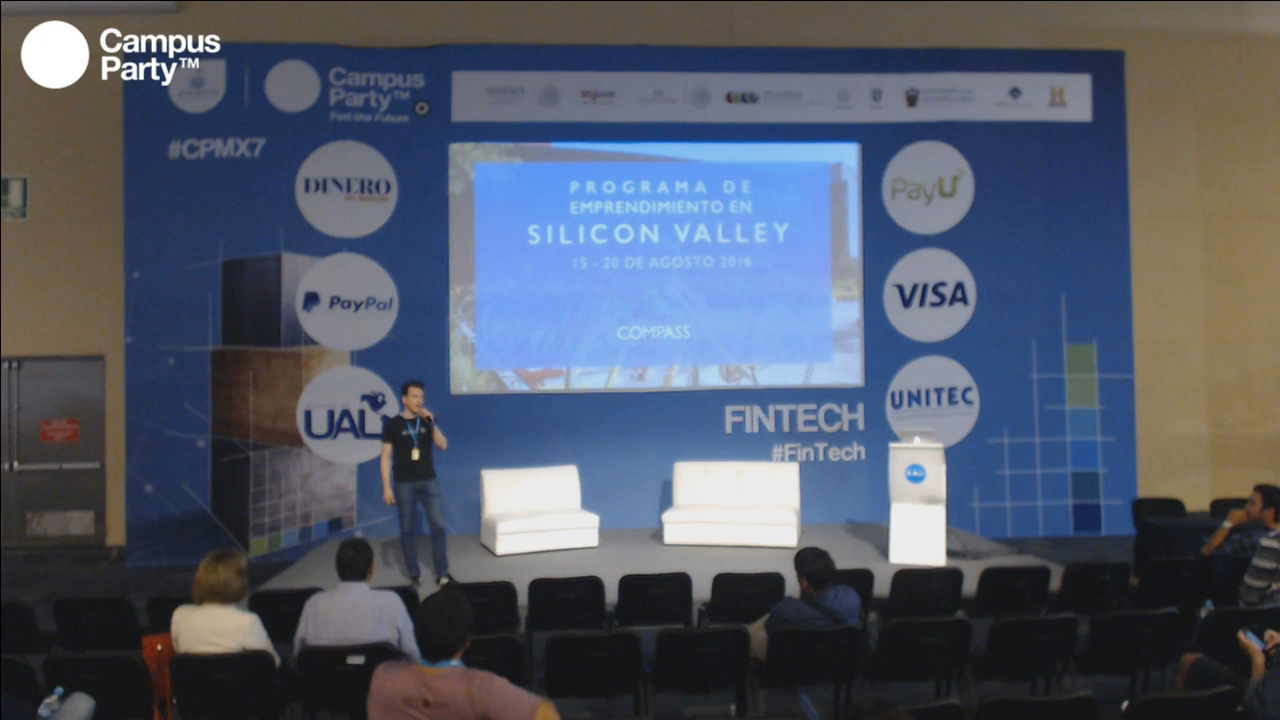 Campus
Party™
Campus
Party™
Feel the Future
#CPMX7
DINERO
PayPal
UAL
PROGRAMA DE
EMPRENDIMIENTO EN
SILICON VALLEY
15 - 20 DE AGOSTO 2016
COMPASS
PayU
VISA
UNITEC
FINTECH
#FinTech